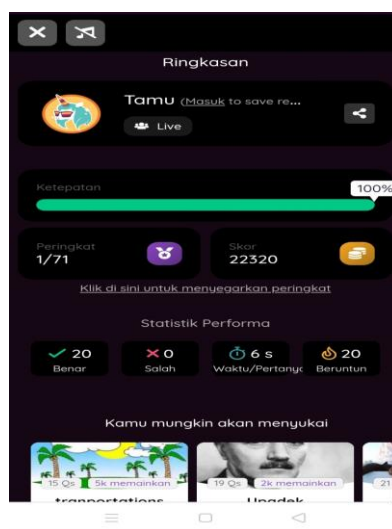 Ringkasan
Tamu (Masuk to save re...
Live
Ketepatan
100%
Peringkat
1/71
Skor
22320
Klik di sini untuk menyegarkan peringkat
Statistik Performa
20
Benar
0
Salah
6 s
Waktu/Pertanyc
20
Beruntun
Kamu mungkin akan menyukai
15 Qs 5k memainkan
19 Qs 2k memainkan
21
tranportations